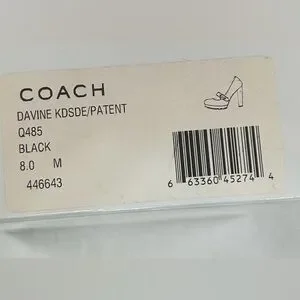 COACH
DAVINE KDSDE/PATENT
Q485
BLACK
8.0 M
446643
6 63360 45274 4